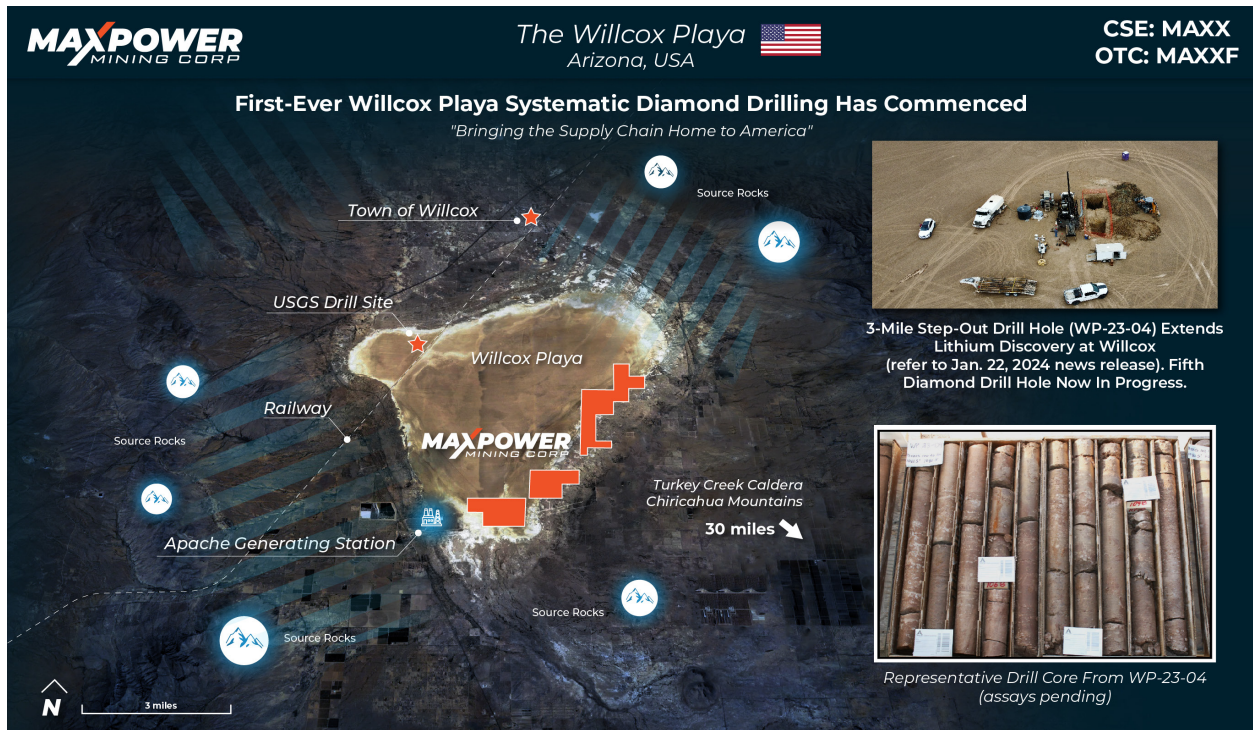 MAXPOWER
MINING CORP
The Willcox Playa
Arizona, USA
CSE: MAXX
OTC: MAXXF
First-Ever Willcox Playa Systematic Diamond Drilling Has Commenced
"Bringing the Supply Chain Home to America"
Source Rocks
Town of Willcox
USGS Drill Site
Willcox Playa
3-Mile Step-Out Drill Hole (WP-23-04) Extends
Lithium Discovery at Willcox
(refer to Jan. 22, 2024 news release). Fifth
Diamond Drill Hole Now In Progress.
Railway
Source Rocks
MAXPOWER
MINING CORP
Turkey Creek Caldera
Chiricahua Mountains
30 miles
Apache Generating Station
Source Rocks
Source Rocks
Representative Drill Core From WP-23-04
(assays pending)
N
3 miles